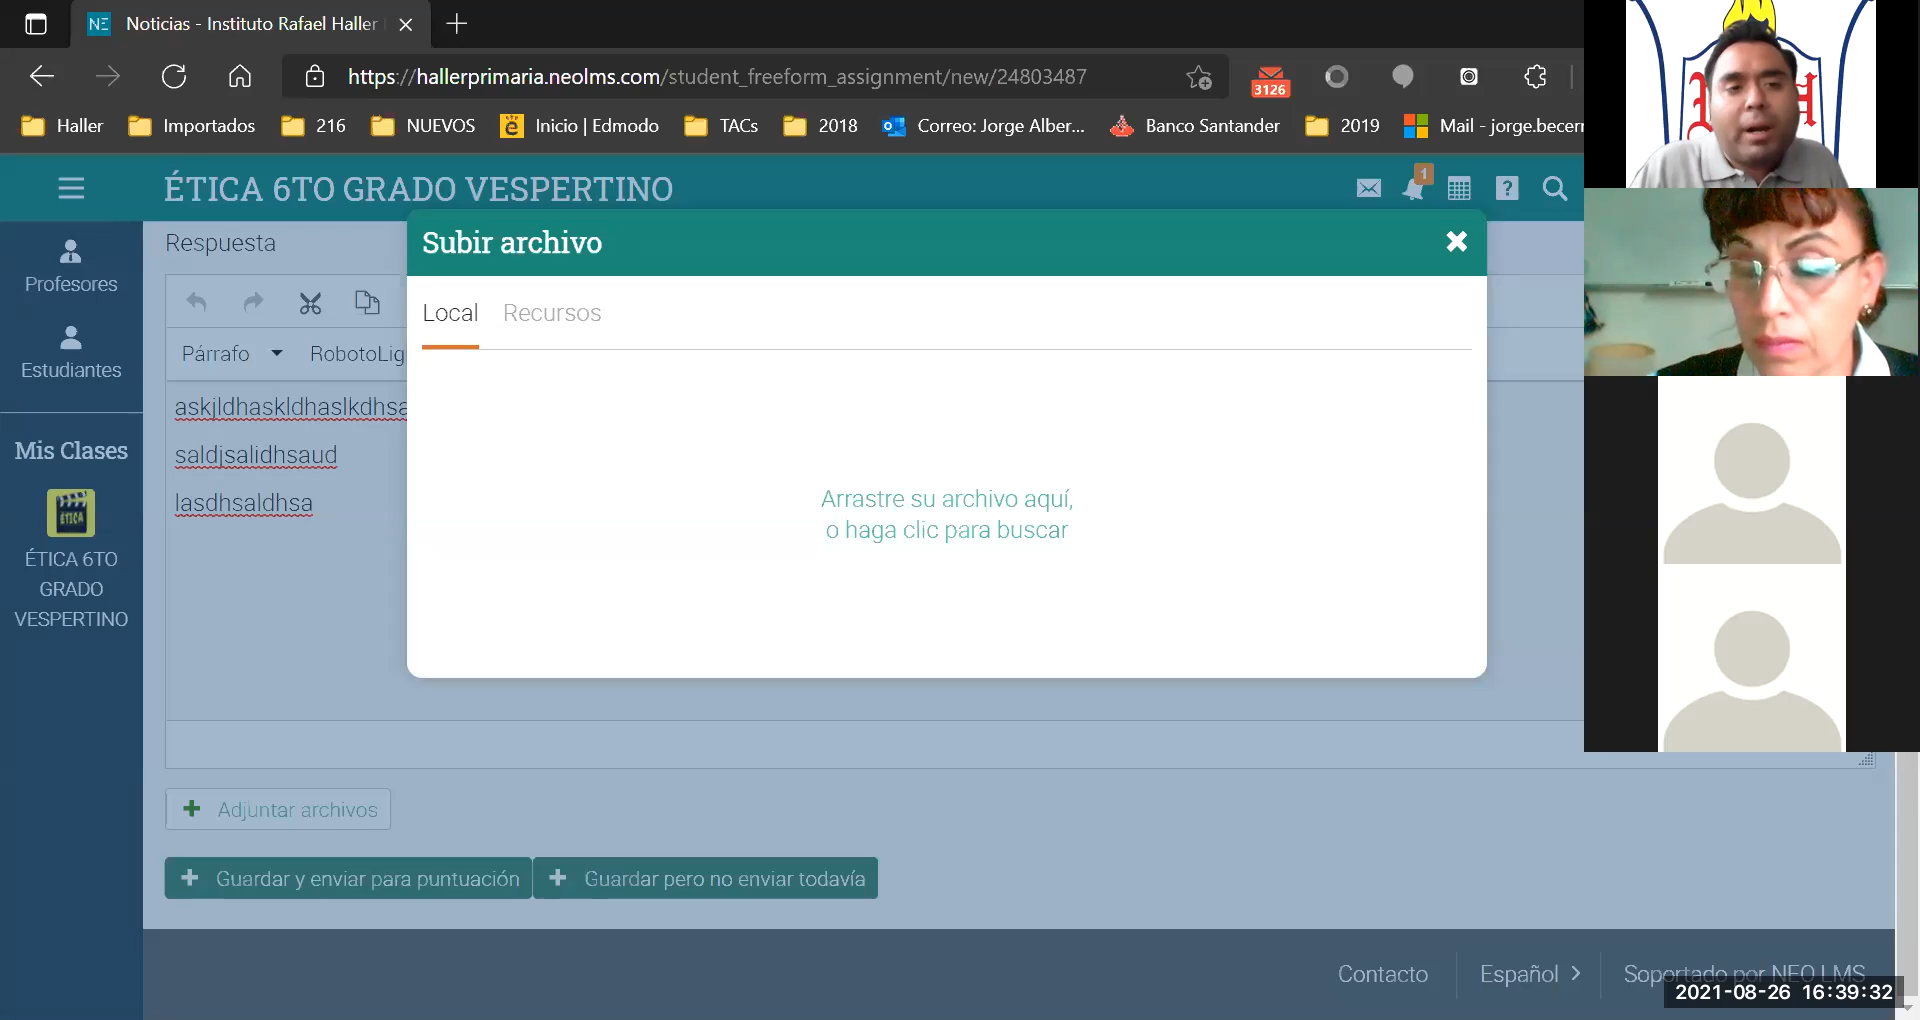 Noticias - Instituto Rafael Haller
https://hallerprimaria.neolms.com/student_freeform_assignment/new/24803487
3126
Haller
Importados
216
NUEVOS
Inicio | Edmodo
TACs
2018
Correo: Jorge Alber...
Banco Santander
2019
Mail - jorge.becerr
ÉTICA 6TO GRADO VESPERTINO
1
Profesores
Estudiantes
Mis Clases
ÉTICA
ÉTICA 6TO
GRADO
VESPERTINO
Respuesta
Párrafo
RobotoLig
askjldhaskldhaslkdhsa
saldjsalidhsaud
lasdhsaldhsa
Subir archivo
Local
Recursos
Arrastre su archivo aquí,
o haga clic para buscar
Adjuntar archivos
Guardar y enviar para puntuación
Guardar pero no enviar todavía
Contacto
Español
Soportado por NEO LMS
2021-08-26 16:39:32